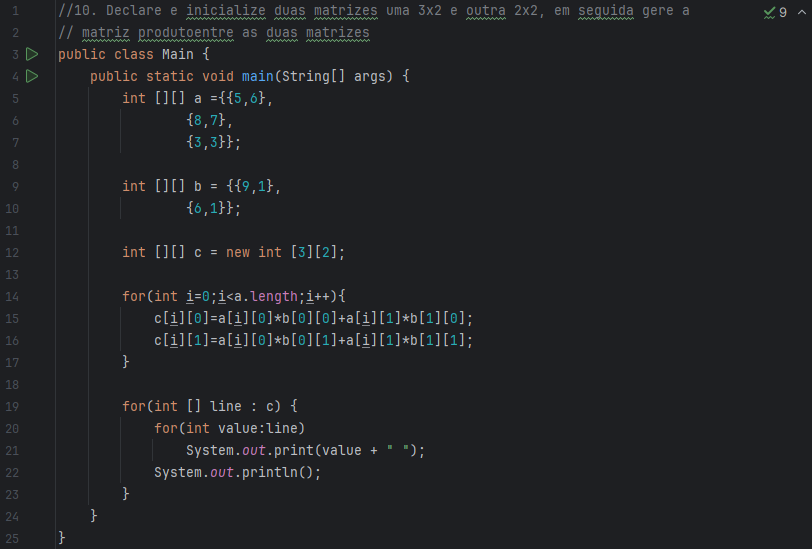 1 //10. Declare e inicialize duas matrizes uma 3x2 e outra 2x2, em seguida gere a 9
2 // matriz produtoentre as duas matrizes
3 public class Main {
4 public static void main(String[] args) {
5 int [][] a ={{5,6},
6 {8,7},
7 {3,3}};
8
9 int [][] b = {{9,1},
10 {6,1}};
11
12 int [][] c = new int [3][2];
13
14 for(int i=0;i<a.length;i++){
15 c[i][0]=a[i][0]*b[0][0]+a[i][1]*b[1][0];
16 c[i][1]=a[i][0]*b[0][1]+a[i][1]*b[1][1];
17 }
18
19 for(int [] line : c) {
20 for(int value:line)
21 System.out.print(value + " ");
22 System.out.println();
23 }
24 }
25 }